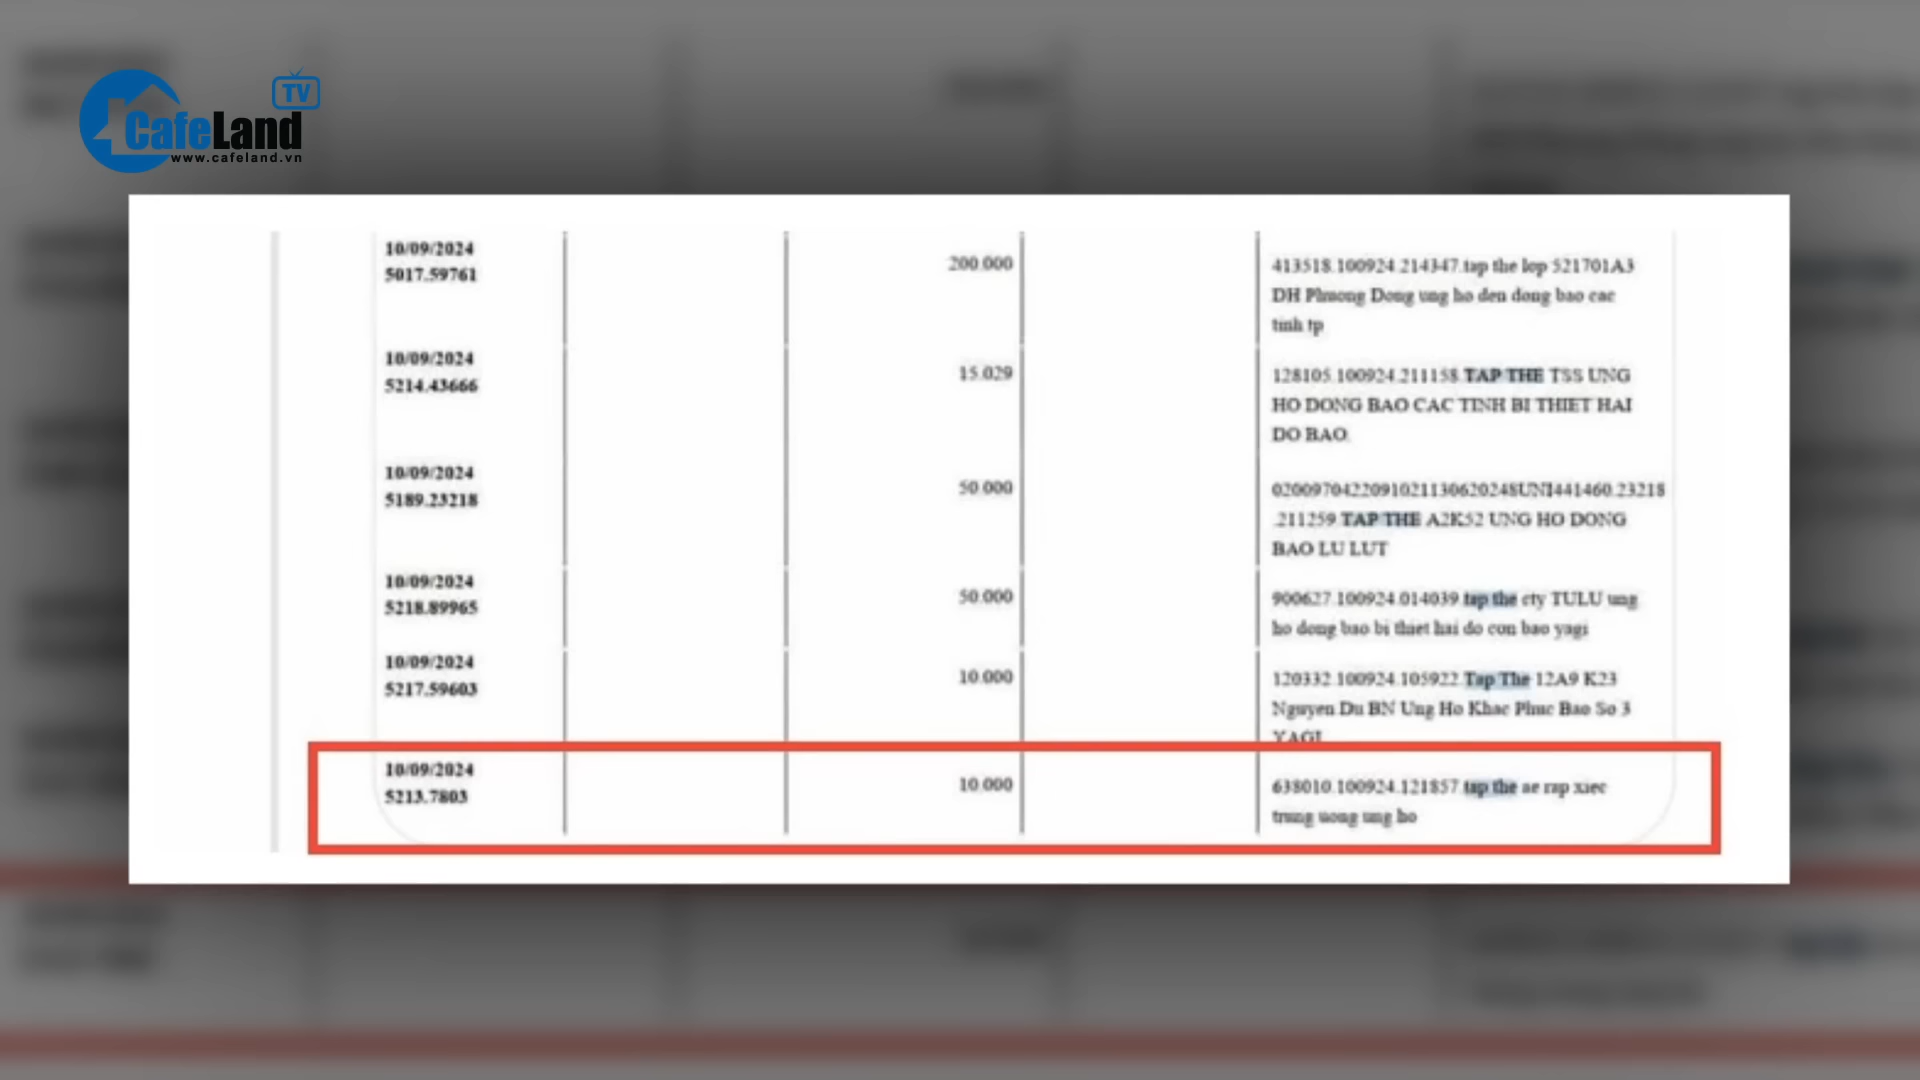 CafeLand TV
www.cafeland.vn
10/09/2024
5017.59761
200.000
413518.100924.214347.tap the lop 521701A3
DH Phuong Dong ung ho den dong bao cac
tinh tp
10/09/2024
5214.43666
15.029
128105.100924.211158.TAP THE TSS UNG
HO DONG BAO CAC TINH BI THIET HAI
DO BAO
10/09/2024
5189.23218
50.000
0200970422091021130620248UNI441460.23218
.211259.TAP THE A2K52 UNG HO DONG
BAO LU LUT
10/09/2024
5218.89965
50.000
900627.100924.014039.tap the cty TULU ung
ho dong bao bi thiet hai do con bao yagi
10/09/2024
5217.59603
10.000
120332.100924.105922.Tap The 12A9 K23
Nguyen Du BN Ung Ho Khac Phuc Bao So 3
YAGI
10/09/2024
5213.7803
10.000
638010.100924.121857.tap the ae rap xiec
trung uong ung ho